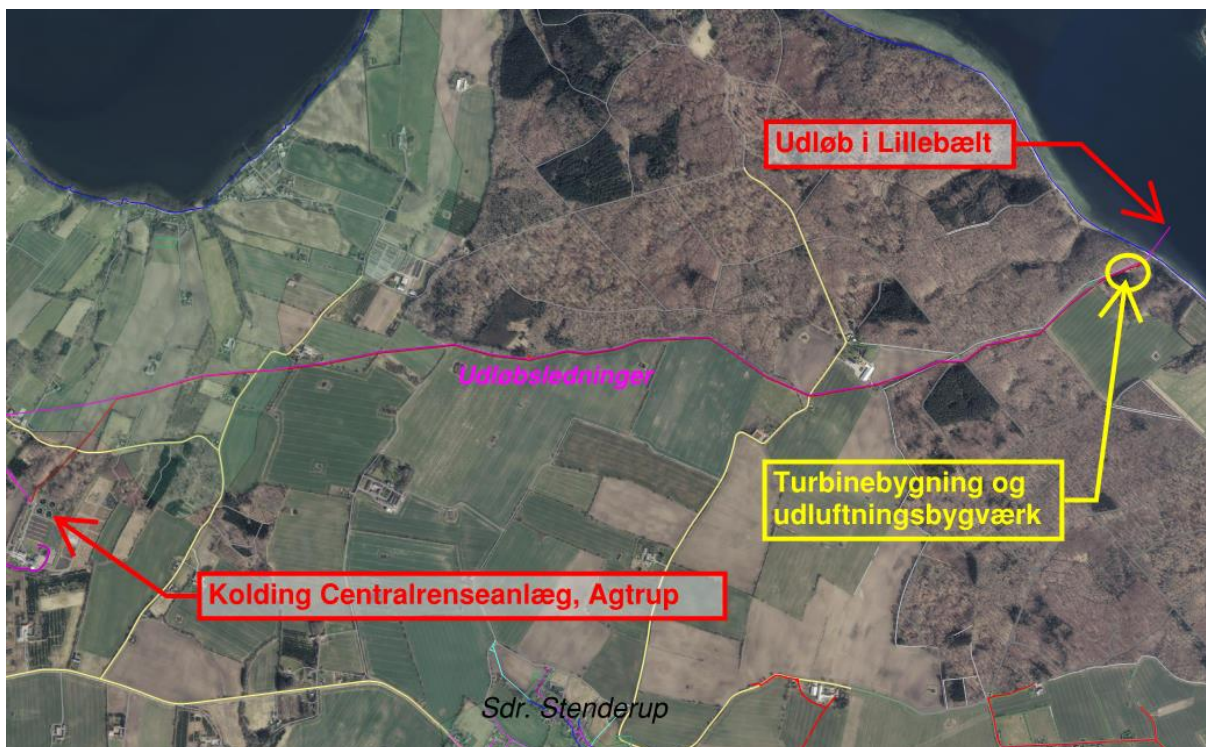 Udløb i Lillebælt
Udløbsledninger
Turbinebygning og
udluftningsbygværk
Kolding Centralrenseanlæg, Agtrup
Sdr. Stenderup